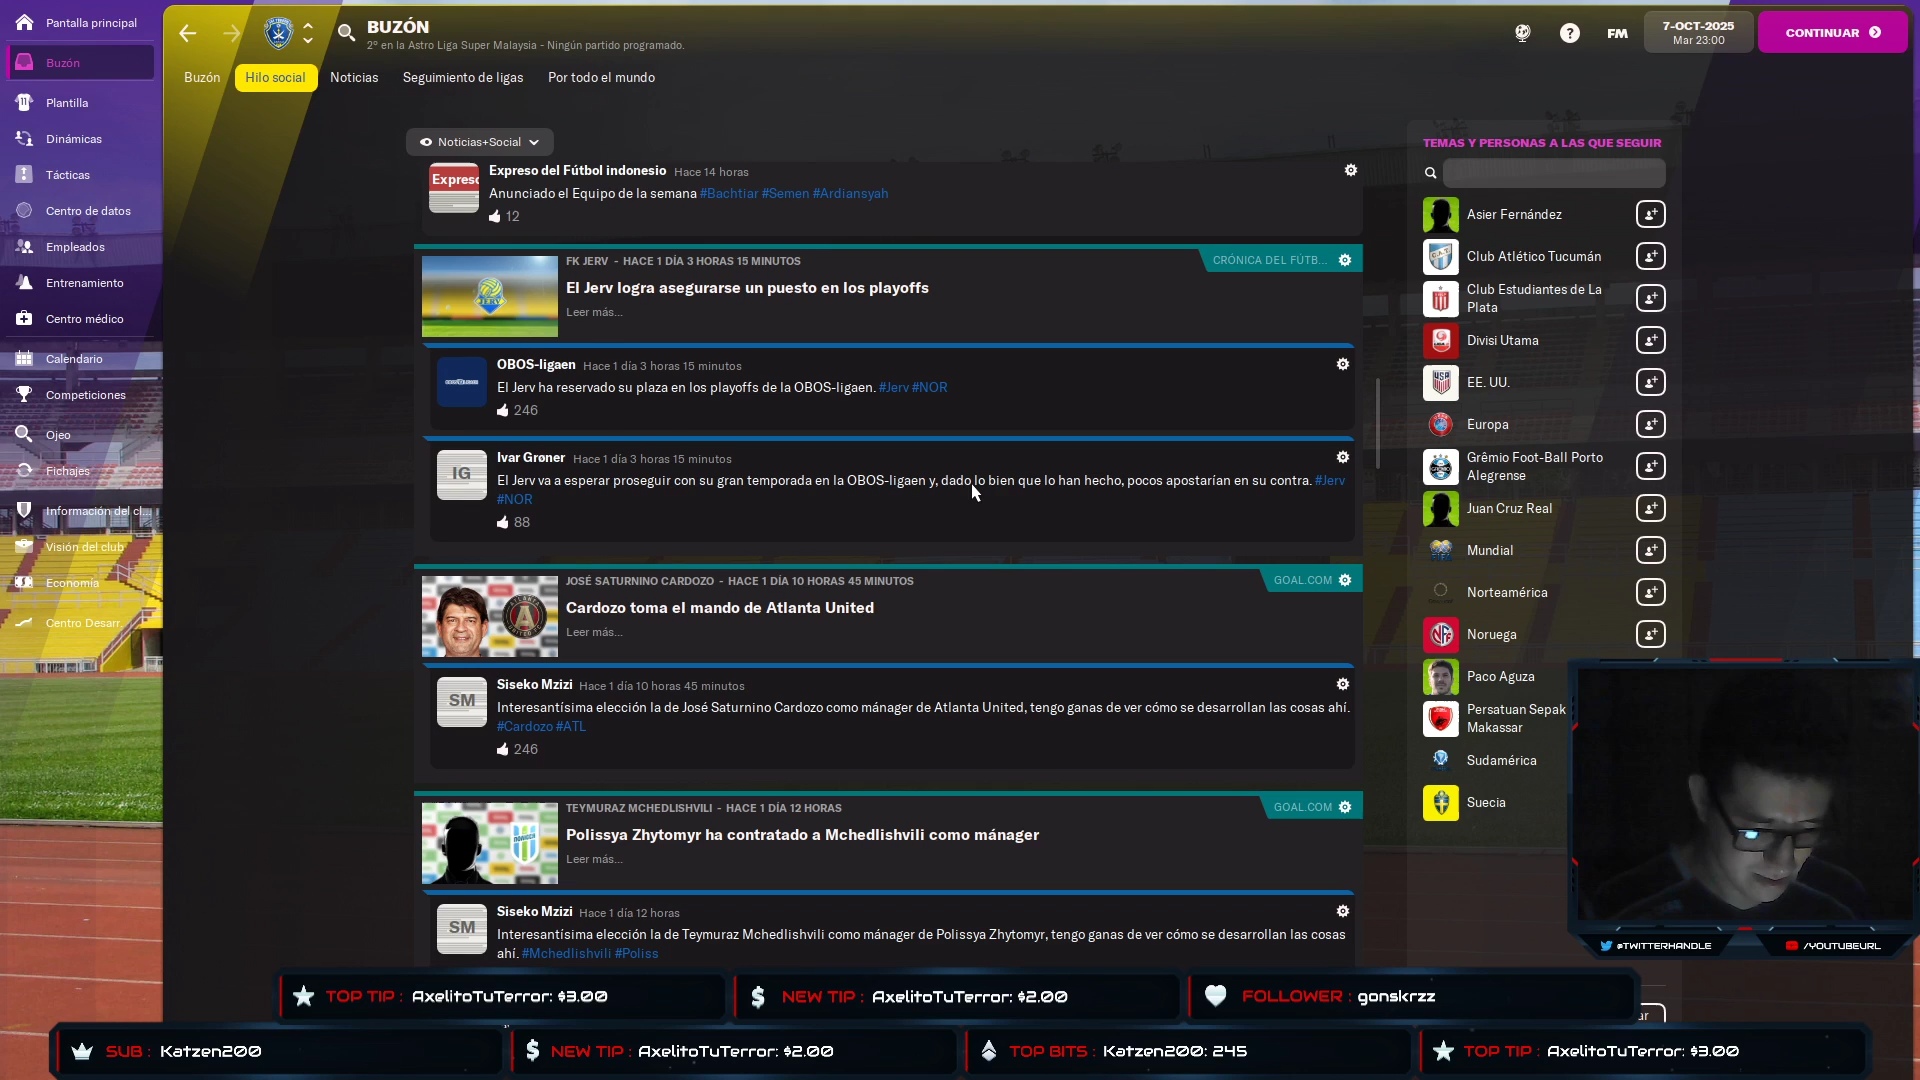 Pantalla principal
Buzón
Plantilla
Dinámicas
Tácticas
Centro de datos
Empleados
Entrenamiento
Centro médico
Calendario
Competiciones
Ojeo
Fichajes
Información del cl...
Visión del club
Economía
Centro Desarr...
BUZÓN
2º en la Astro Liga Super Malaysia - Ningún partido programado.
FM
7-OCT-2025
Mar 23:00
CONTINUAR
Buzón
Hilo social
Noticias
Seguimiento de ligas
Por todo el mundo
Noticias+Social
Expreso del Fútbol indonesio Hace 14 horas
Anunciado el Equipo de la semana #Bachtiar #Semen #Ardiansyah
12
FK JERV - HACE 1 DÍA 3 HORAS 15 MINUTOS
CRÓNICA DEL FÚTB...
El Jerv logra asegurarse un puesto en los playoffs
Leer más...
OBOS-ligaen Hace 1 día 3 horas 15 minutos
El Jerv ha reservado su plaza en los playoffs de la OBOS-ligaen. #Jerv #NOR
246
IG
Ivar Grøner Hace 1 día 3 horas 15 minutos
El Jerv va a esperar proseguir con su gran temporada en la OBOS-ligaen y, dado lo bien que lo han hecho, pocos apostarían en su contra. #Jerv
#NOR
88
JOSÉ SATURNINO CARDOZO - HACE 1 DÍA 10 HORAS 45 MINUTOS
GOAL.COM
Cardozo toma el mando de Atlanta United
Leer más...
SM
Siseko Mzizi Hace 1 día 10 horas 45 minutos
Interesantísima elección la de José Saturnino Cardozo como mánager de Atlanta United, tengo ganas de ver cómo se desarrollan las cosas ahí.
#Cardozo #ATL
246
TEYMURAZ MCHEDLISHVILI - HACE 1 DÍA 12 HORAS
GOAL.COM
Polissya Zhytomyr ha contratado a Mchedlishvili como mánager
Leer más...
SM
Siseko Mzizi Hace 1 día 12 horas
Interesantísima elección la de Teymuraz Mchedlishvili como mánager de Polissya Zhytomyr, tengo ganas de ver cómo se desarrollan las cosas
ahí. #Mchedlishvili #Poliss
TEMAS Y PERSONAS A LAS QUE SEGUIR
Asier Fernández
Club Atlético Tucumán
Club Estudiantes de La
Plata
Divisi Utama
EE. UU.
Europa
Grêmio Foot-Ball Porto
Alegrense
Juan Cruz Real
Mundial
Norteamérica
Noruega
Paco Aguza
Persatuan Sepak
Makassar
Sudamérica
Suecia
@TWITTERHANDLE
/YOUTUBEURL
TOP TIP : AxelitoTuTerror: $3.00
NEW TIP : AxelitoTuTerror: $2.00
FOLLOWER : gonskrzz
SUB : Katzen200
NEW TIP : AxelitoTuTerror: $2.00
TOP BITS : Katzen200: 245
TOP TIP : AxelitoTuTerror: $3.00